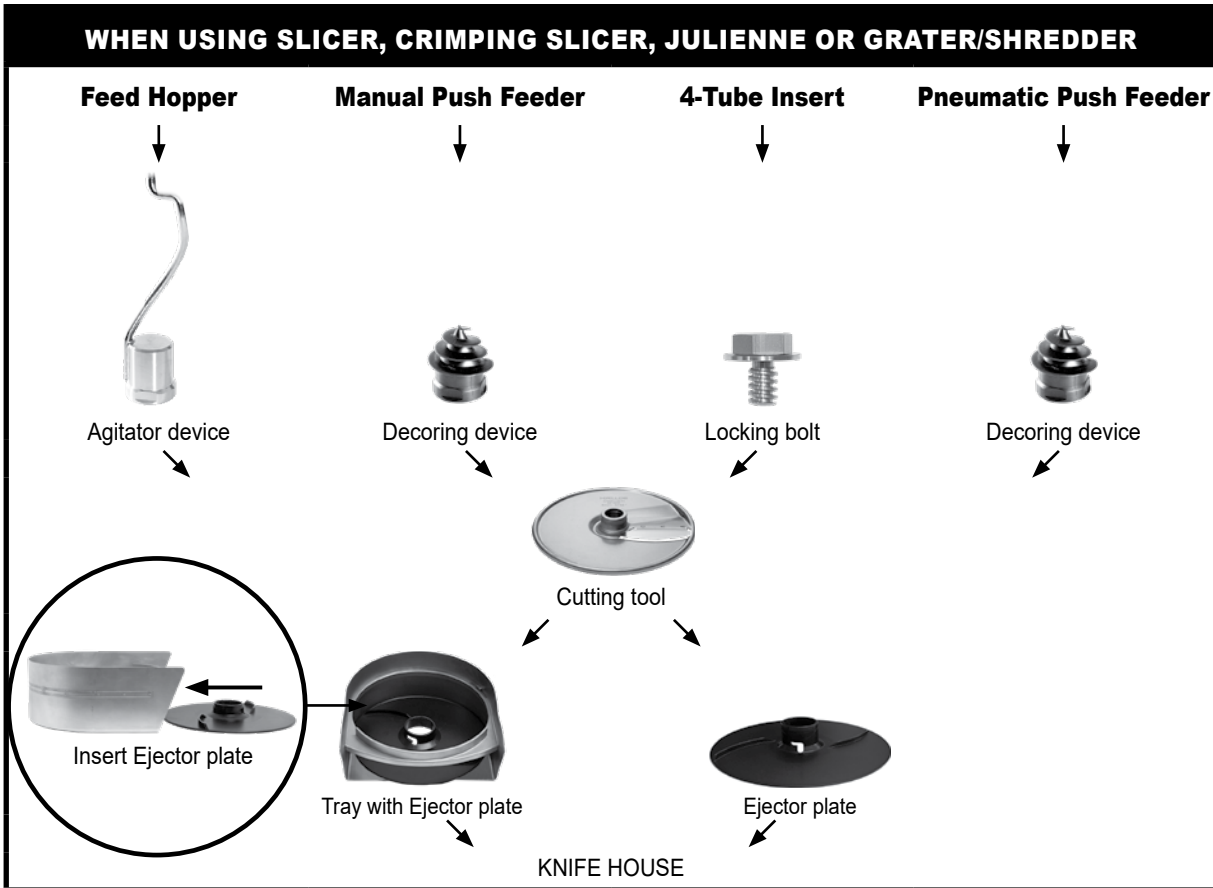 WHEN USING SLICER, CRIMPING SLICER, JULIENNE OR GRATER/SHREDDER
Feed Hopper
Manual Push Feeder
4-Tube Insert
Pneumatic Push Feeder
Agitator device
Decoring device
Locking bolt
Decoring device
Cutting tool
Insert Ejector plate
Tray with Ejector plate
Ejector plate
KNIFE HOUSE